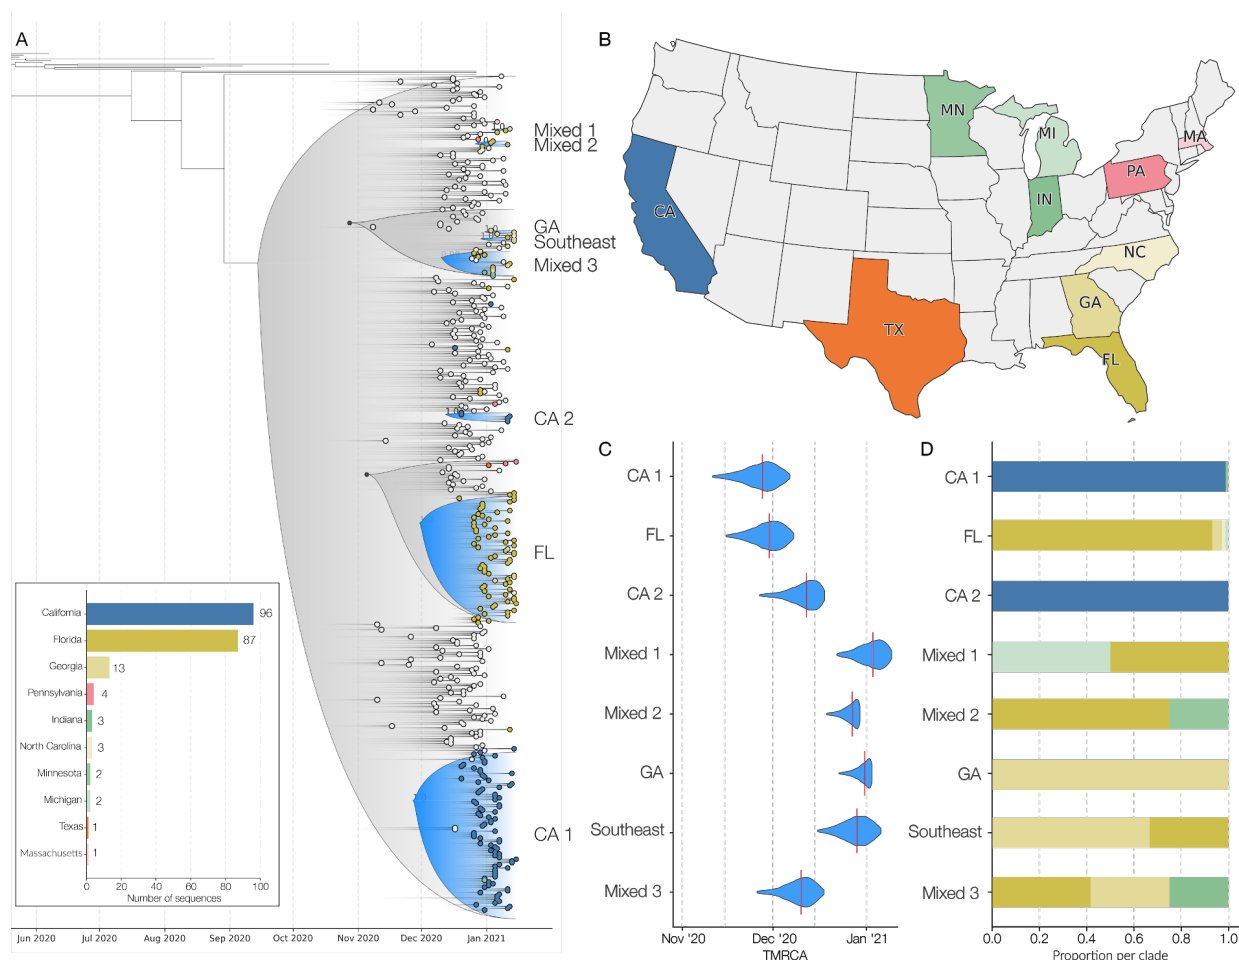 A
Mixed 1
Mixed 2
GA
Southeast
Mixed 3
CA 2
FL
CA 1
California 96
Florida 87
Georgia 13
Pennsylvania 4
Indiana 3
North Carolina 3
Minnesota 2
Michigan 2
Texas 1
Massachusetts 1
0 20 40 60 80 100
Number of sequences
Jun 2020 Jul 2020 Aug 2020 Sep 2020 Oct 2020 Nov 2020 Dec 2020 Jan 2021
B
MN
MI
MA
PA
IN
CA
NC
GA
TX
FL
C
CA 1
FL
CA 2
Mixed 1
Mixed 2
GA
Southeast
Mixed 3
Nov '20 Dec '20 Jan '21
TMRCA
D
CA 1
FL
CA 2
Mixed 1
Mixed 2
GA
Southeast
Mixed 3
0.0 0.2 0.4 0.6 0.8 1.0
Proportion per clade